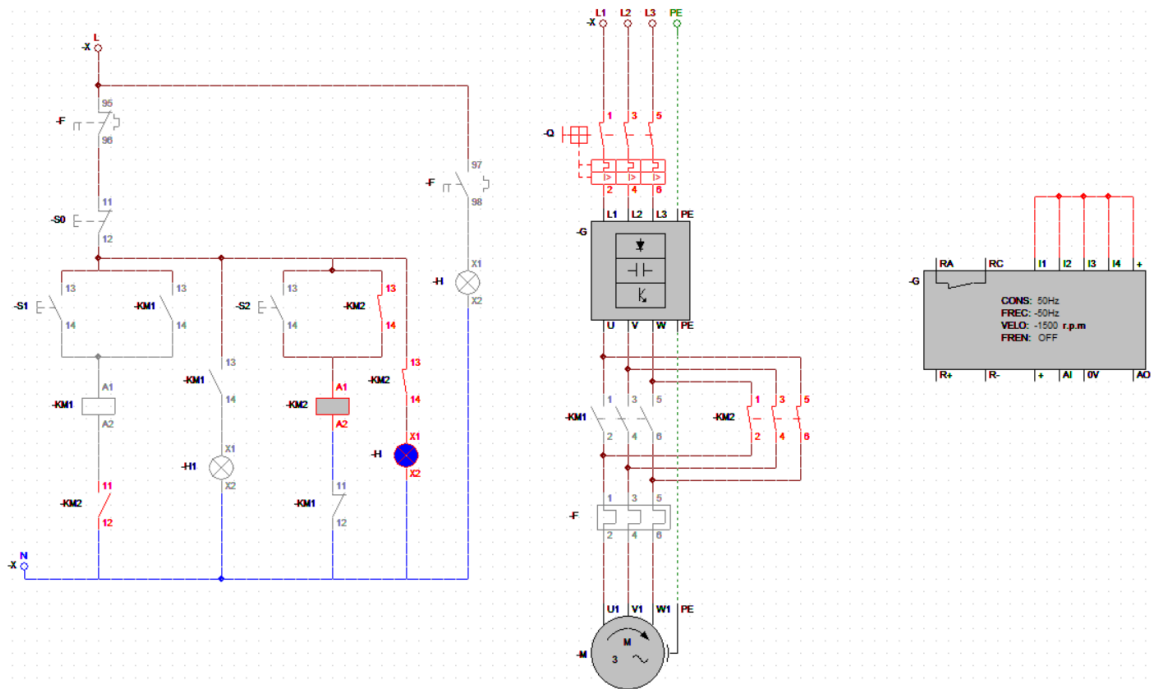 L
-X
95
-F
96
11
-S0
12
13
-S1
14
13
-KM1
14
A1
-KM1
A2
11
-KM2
12
13
-KM1
14
X1
-H1
X2
13
-S2
14
13
-KM2
14
A1
-KM2
A2
11
-KM1
12
13
-KM2
14
X1
-H
X2
97
-F
98
X1
-H
X2
N
-X
L1 L2 L3 PE
-X
1 3 5
-Q
I> I> I>
2 4 6
L1 L2 L3 PE
-G
U V W PE
1 3 5
-KM1
2 4 6
1 3 5
-KM2
2 4 6
1 3 5
-F
2 4 6
U1 V1 W1 PE
M
-M
3
RA RC I1 I2 I3 I4 +
-G
CONS: 50Hz
FREC: -50Hz
VELO: -1500 r.p.m
FREN: OFF
R+ R- + AI 0V AO